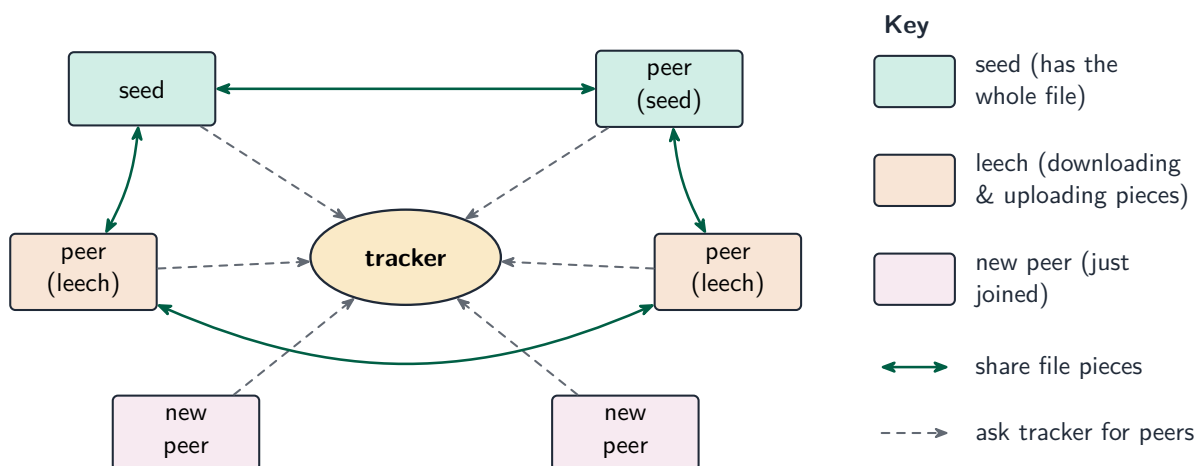 seed
peer
(seed)
peer
(leech)
tracker
peer
(leech)
new
peer
new
peer
Key
seed (has the
whole file)
leech (downloading
& uploading pieces)
new peer (just
joined)
share file pieces
ask tracker for peers